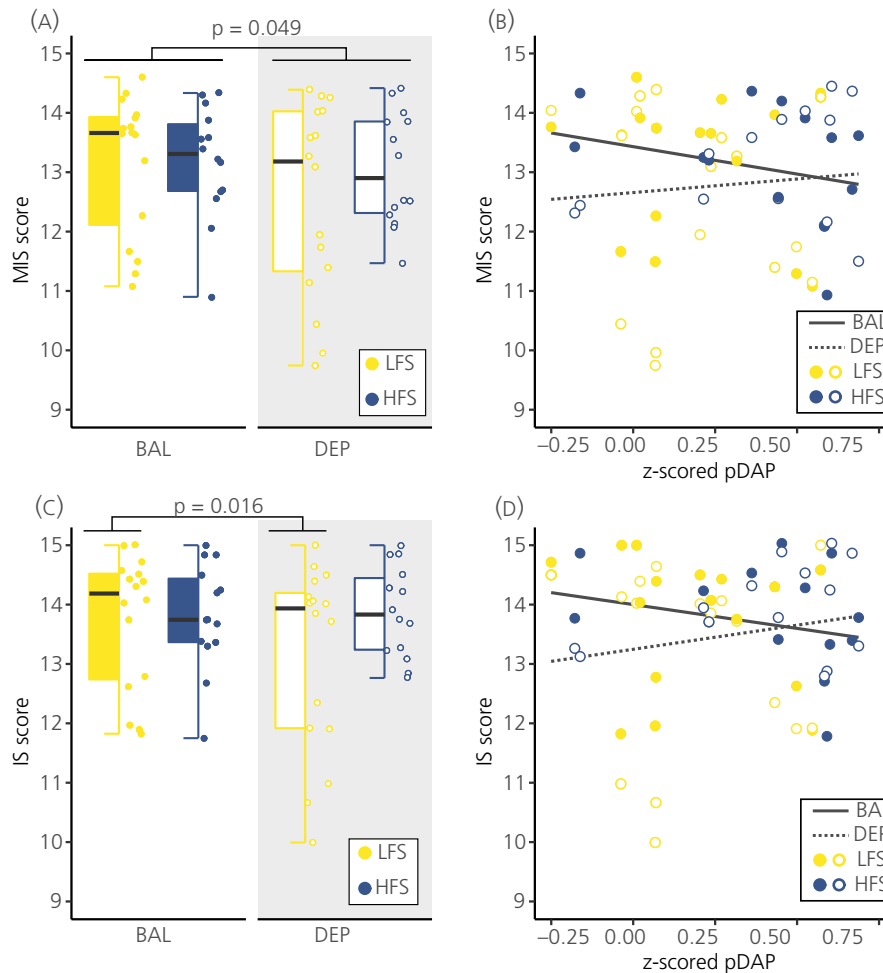 (A)
p = 0.049
MIS score
15
14
13
12
11
10
9
LFS
HFS
BAL
DEP
(B)
MIS score
15
14
13
12
11
10
9
BAL
DEP
LFS
HFS
−0.25
0.00
0.25
0.50
0.75
z-scored pDAP
(C)
p = 0.016
IS score
15
14
13
12
11
10
9
LFS
HFS
BAL
DEP
(D)
IS score
15
14
13
12
11
10
9
BAL
DEP
LFS
HFS
−0.25
0.00
0.25
0.50
0.75
z-scored pDAP